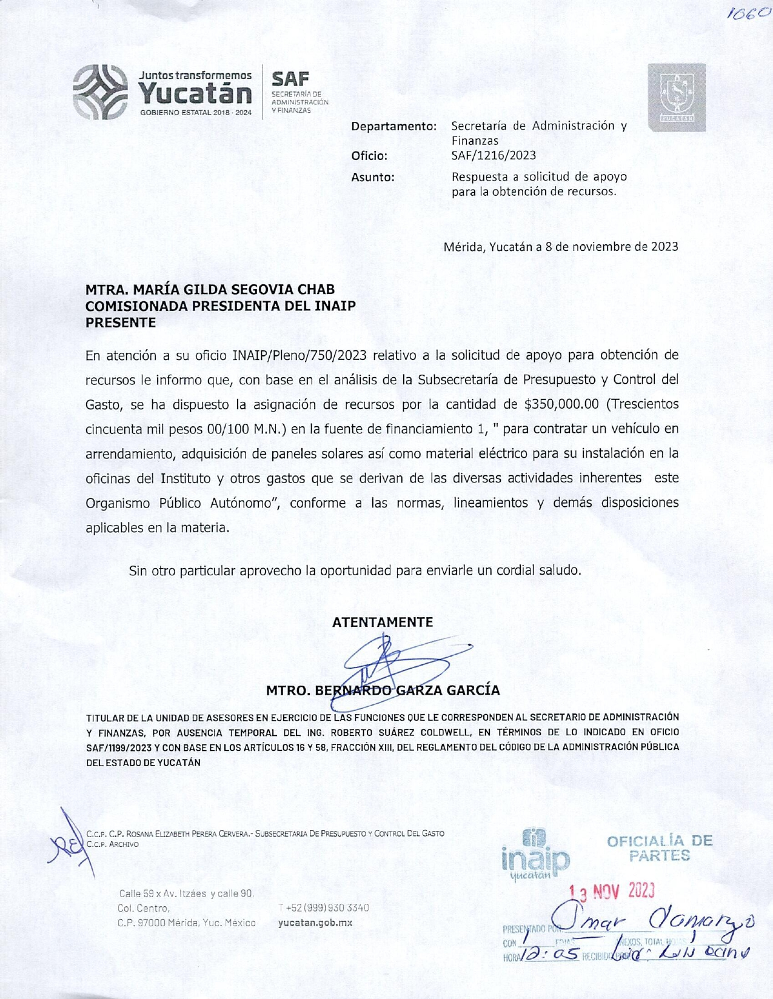 1060
Juntos transformemos
Yucatán
GOBIERNO ESTATAL 2018 - 2024
SAF
SECRETARÍA DE
ADMINISTRACIÓN
Y FINANZAS
YUCATÁN
Departamento: Secretaría de Administración y
Finanzas
Oficio: SAF/1216/2023
Asunto: Respuesta a solicitud de apoyo
para la obtención de recursos.
Mérida, Yucatán a 8 de noviembre de 2023
MTRA. MARÍA GILDA SEGOVIA CHAB
COMISIONADA PRESIDENTA DEL INAIP
PRESENTE
En atención a su oficio INAIP/Pleno/750/2023 relativo a la solicitud de apoyo para obtención de
recursos le informo que, con base en el análisis de la Subsecretaría de Presupuesto y Control del
Gasto, se ha dispuesto la asignación de recursos por la cantidad de $350,000.00 (Trescientos
cincuenta mil pesos 00/100 M.N.) en la fuente de financiamiento 1, " para contratar un vehículo en
arrendamiento, adquisición de paneles solares así como material eléctrico para su instalación en la
oficinas del Instituto y otros gastos que se derivan de las diversas actividades inherentes este
Organismo Público Autónomo”, conforme a las normas, lineamientos y demás disposiciones
aplicables en la materia.
Sin otro particular aprovecho la oportunidad para enviarle un cordial saludo.
ATENTAMENTE
MTRO. BERNARDO GARZA GARCÍA
TITULAR DE LA UNIDAD DE ASESORES EN EJERCICIO DE LAS FUNCIONES QUE LE CORRESPONDEN AL SECRETARIO DE ADMINISTRACIÓN
Y FINANZAS, POR AUSENCIA TEMPORAL DEL ING. ROBERTO SUÁREZ COLDWELL, EN TÉRMINOS DE LO INDICADO EN OFICIO
SAF/1199/2023 Y CON BASE EN LOS ARTÍCULOS 16 Y 58, FRACCIÓN XIII, DEL REGLAMENTO DEL CÓDIGO DE LA ADMINISTRACIÓN PÚBLICA
DEL ESTADO DE YUCATÁN
C.C.P. C.P. ROSANA ELIZABETH PERERA CERVERA.- SUBSECRETARIA DE PRESUPUESTO Y CONTROL DEL GASTO
C.C.P. ARCHIVO
inaip
yucatán
OFICIALÍA DE
PARTES
13 NOV 2023
PRESENTADO POR Omar
CON 1 ANEXOS, TOTAL 1
HORA 12:05 RECIBIDO
Calle 59 x Av. Itzáes y calle 90,
Col. Centro,
C.P. 97000 Mérida, Yuc. México
T +52 (999) 930 3340
yucatan.gob.mx